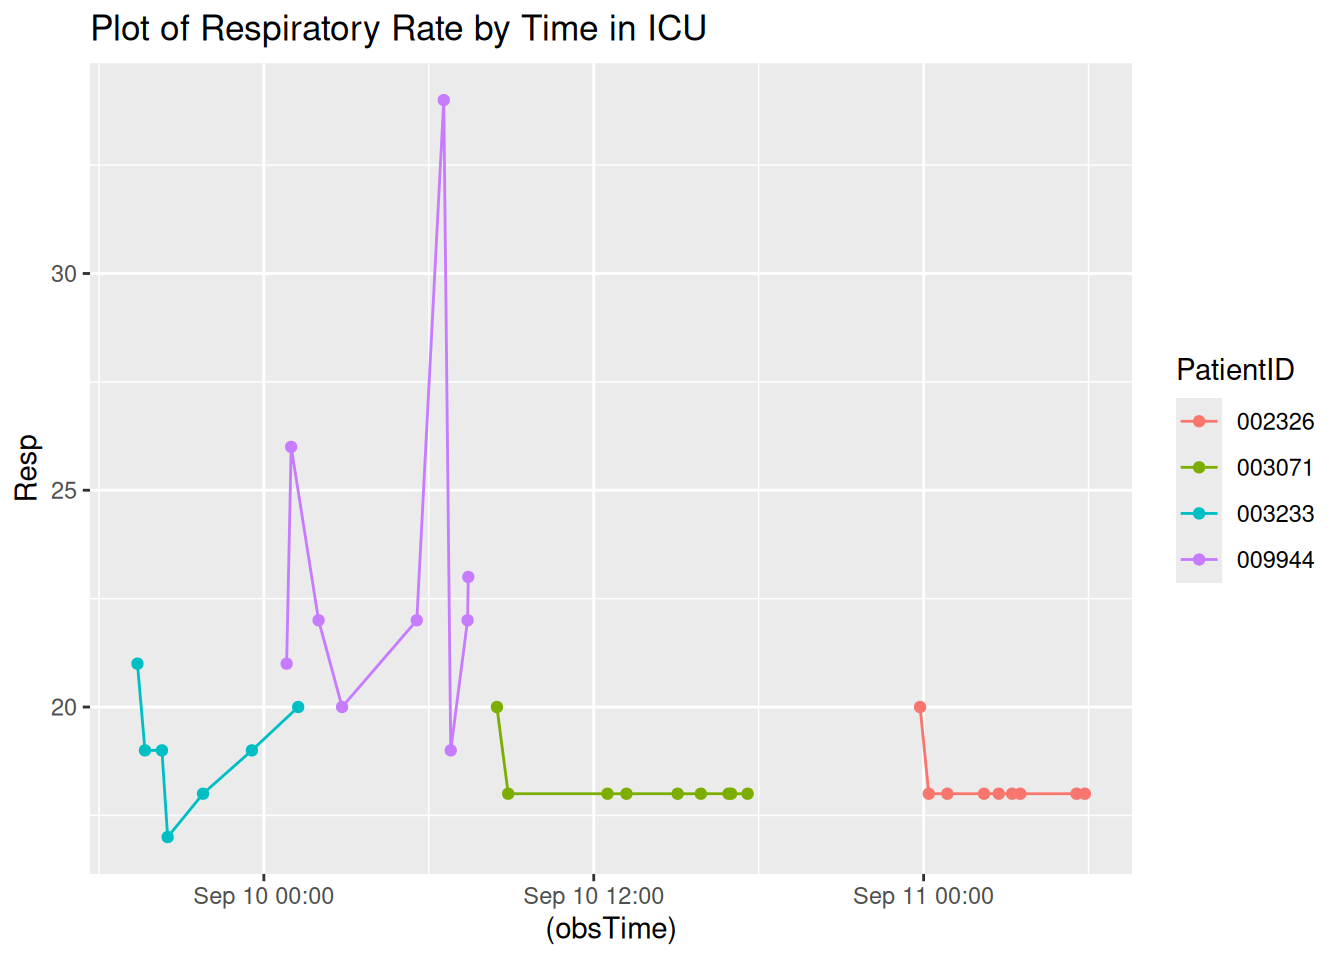 Plot of Respiratory Rate by Time in ICU
Resp
30
25
20
Sep 10 00:00
Sep 10 12:00
Sep 11 00:00
(obsTime)
PatientID
002326
003071
003233
009944